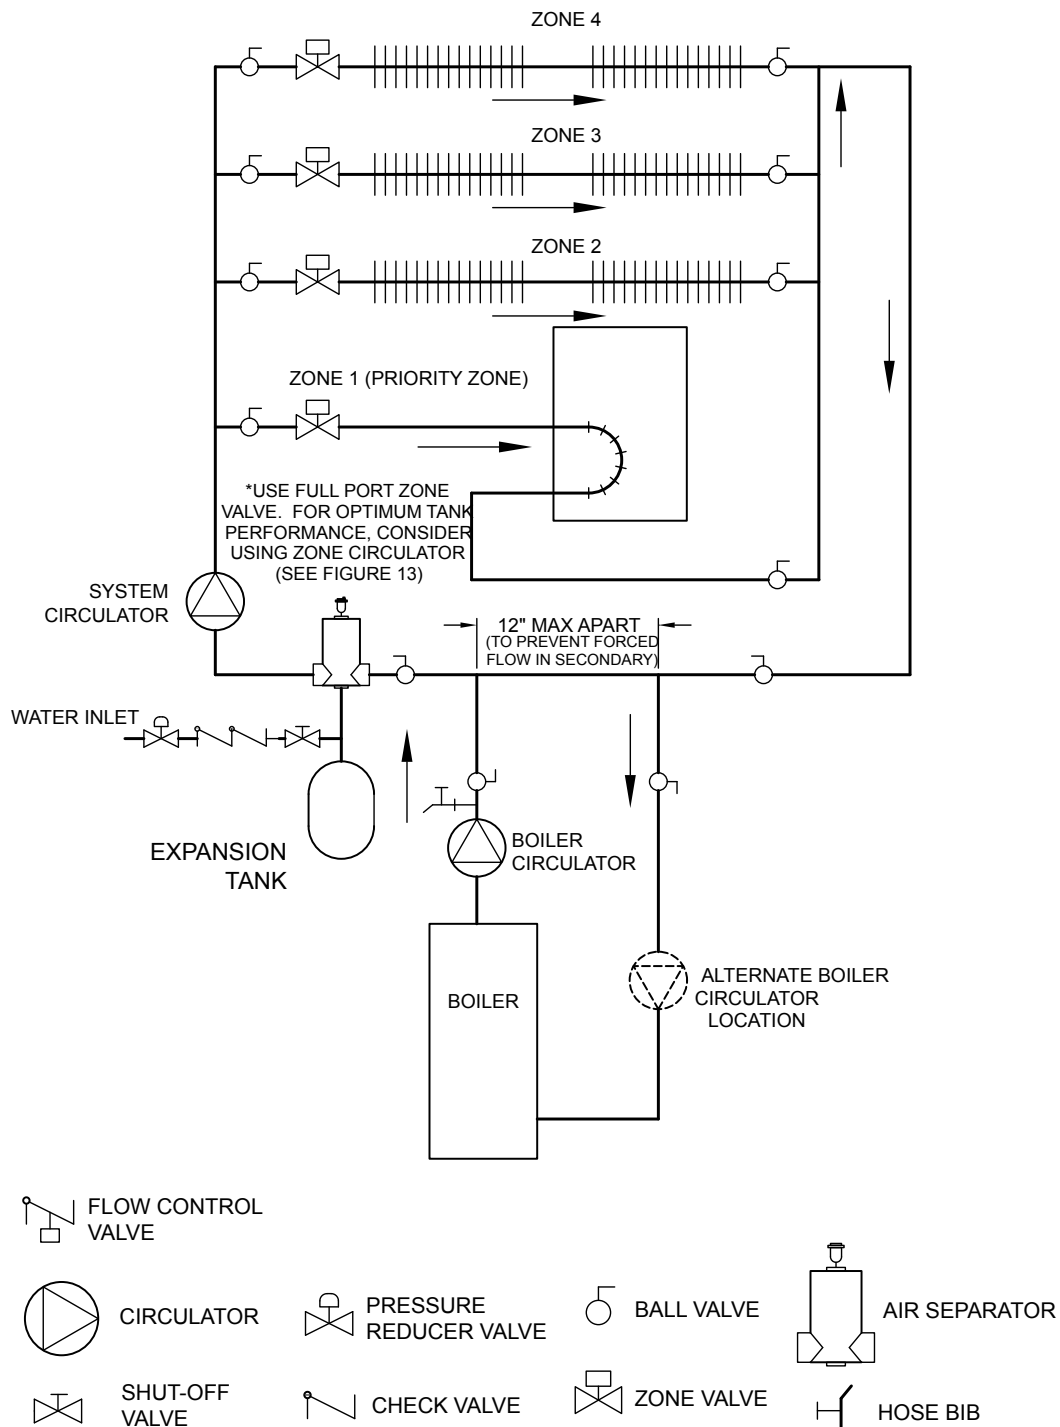 ZONE 4
ZONE 3
ZONE 2
ZONE 1 (PRIORITY ZONE)
*USE FULL PORT ZONE
VALVE. FOR OPTIMUM TANK
PERFORMANCE, CONSIDER
USING ZONE CIRCULATOR
(SEE FIGURE 13)
SYSTEM
CIRCULATOR
12" MAX APART
(TO PREVENT FORCED
FLOW IN SECONDARY)
WATER INLET
EXPANSION
TANK
BOILER
CIRCULATOR
BOILER
ALTERNATE BOILER
CIRCULATOR
LOCATION
FLOW CONTROL
VALVE
CIRCULATOR
PRESSURE
REDUCER VALVE
BALL VALVE
AIR SEPARATOR
SHUT-OFF
VALVE
CHECK VALVE
ZONE VALVE
HOSE BIB